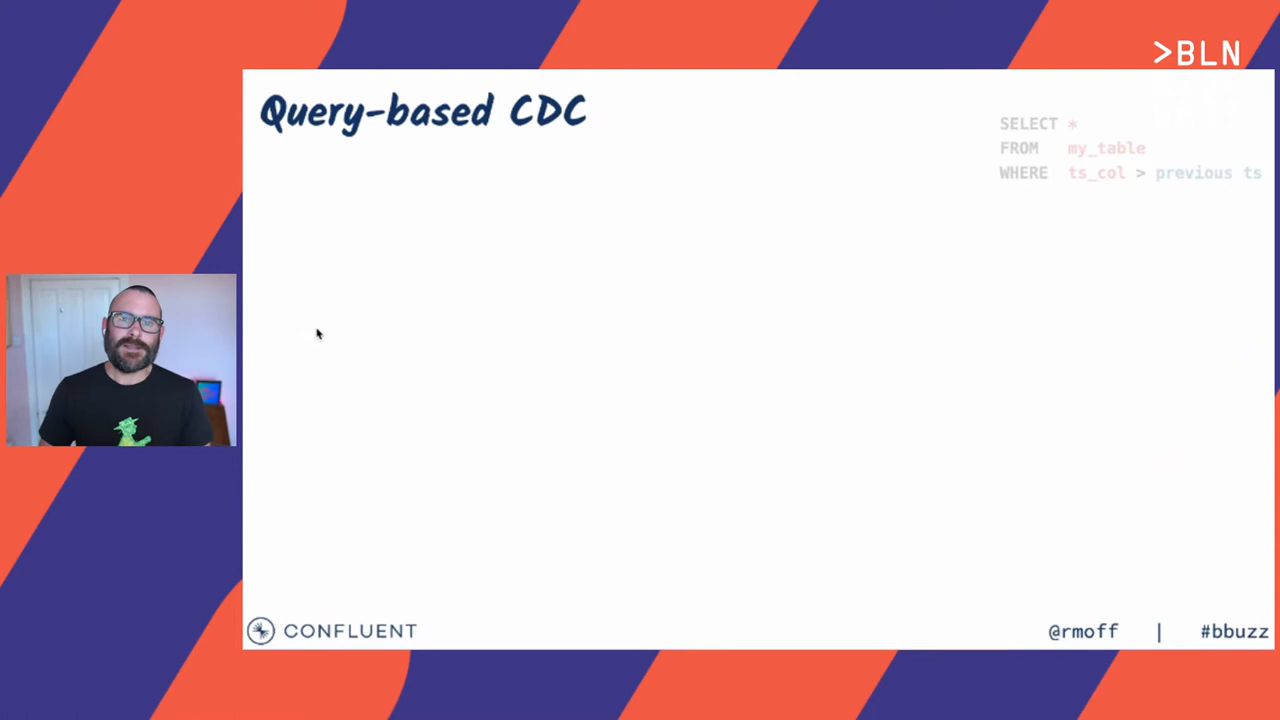 >BLN
Query-based CDC
SELECT *
FROM my_table
WHERE ts_col > previous ts
CONFLUENT
@rmoff | #bbuzz